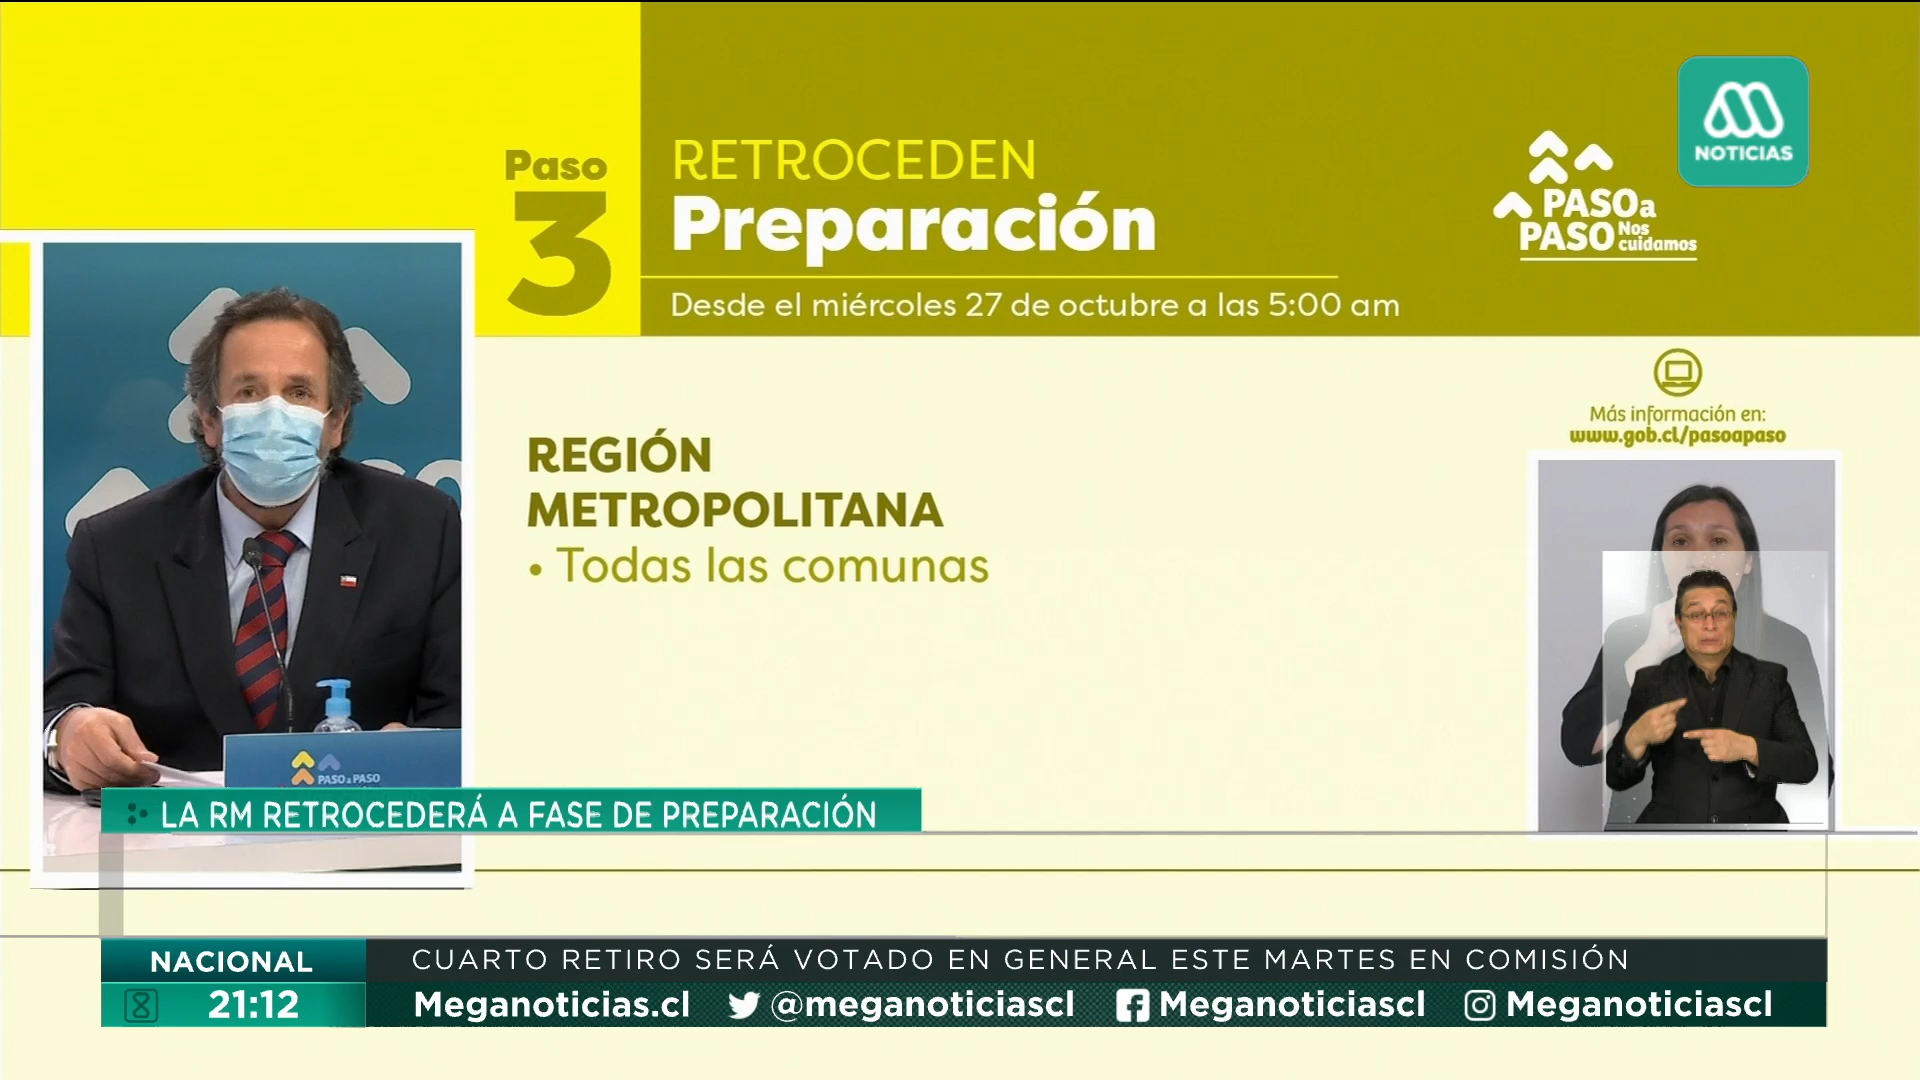 NOTICIAS
Paso
3
RETROCEDEN
Preparación
Desde el miércoles 27 de octubre a las 5:00 am
PASOa
PASO Nos cuidamos
Más información en:
www.gob.cl/pasoapaso
REGIÓN
METROPOLITANA
• Todas las comunas
PASO a PASO
LA RM RETROCEDERÁ A FASE DE PREPARACIÓN
NACIONAL
CUARTO RETIRO SERÁ VOTADO EN GENERAL ESTE MARTES EN COMISIÓN
21:12
Meganoticias.cl @meganoticiascl Meganoticiascl Meganoticiascl